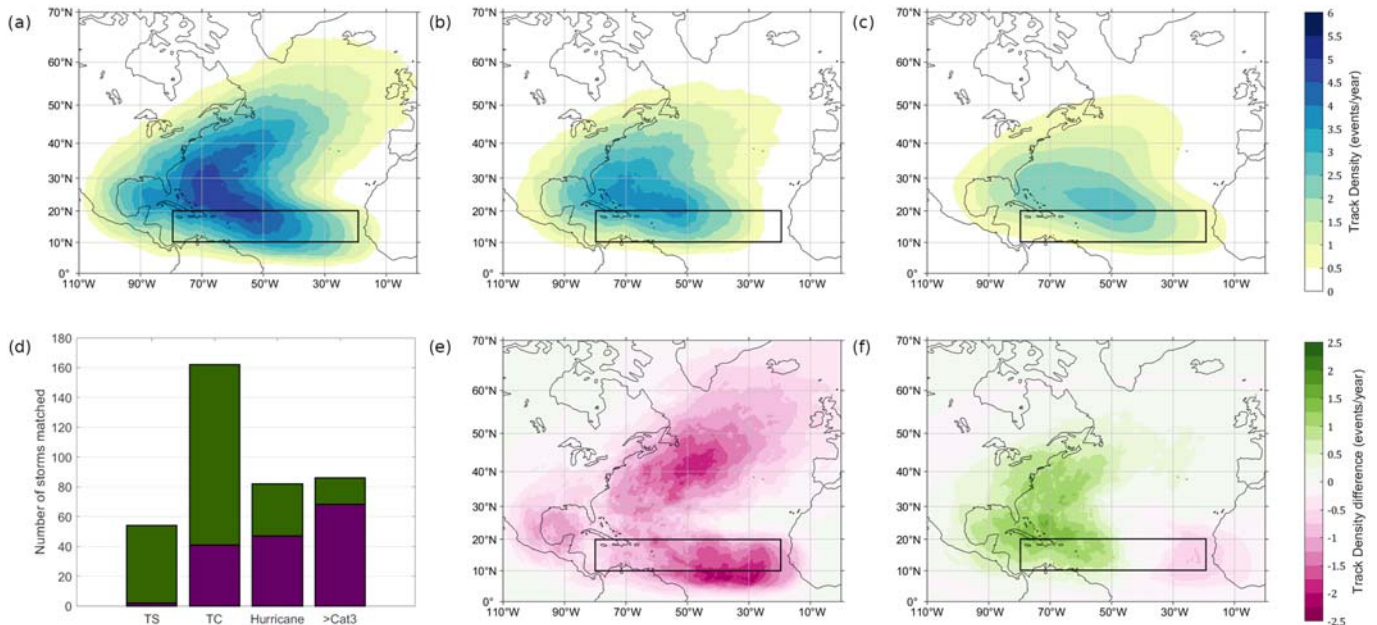 (a)
70°N
60°N
50°N
40°N
30°N
20°N
10°N
0°
110°W 90°W 70°W 50°W 30°W 10°W
(b)
70°N
60°N
50°N
40°N
30°N
20°N
10°N
0°
110°W 90°W 70°W 50°W 30°W 10°W
(c)
70°N
60°N
50°N
40°N
30°N
20°N
10°N
0°
110°W 90°W 70°W 50°W 30°W 10°W
6
5.5
5
4.5
4
3.5
3
2.5
2
1.5
1
0.5
0
Track Density (events/year)
(d)
Number of storms matched
180
160
140
120
100
80
60
40
20
0
TS TC Hurricane >Cat3
(e)
70°N
60°N
50°N
40°N
30°N
20°N
10°N
0°
110°W 90°W 70°W 50°W 30°W 10°W
(f)
70°N
60°N
50°N
40°N
30°N
20°N
10°N
0°
110°W 90°W 70°W 50°W 30°W 10°W
2.5
2
1.5
1
0.5
0
-0.5
-1
-1.5
-2
-2.5
Track Density difference (events/year)